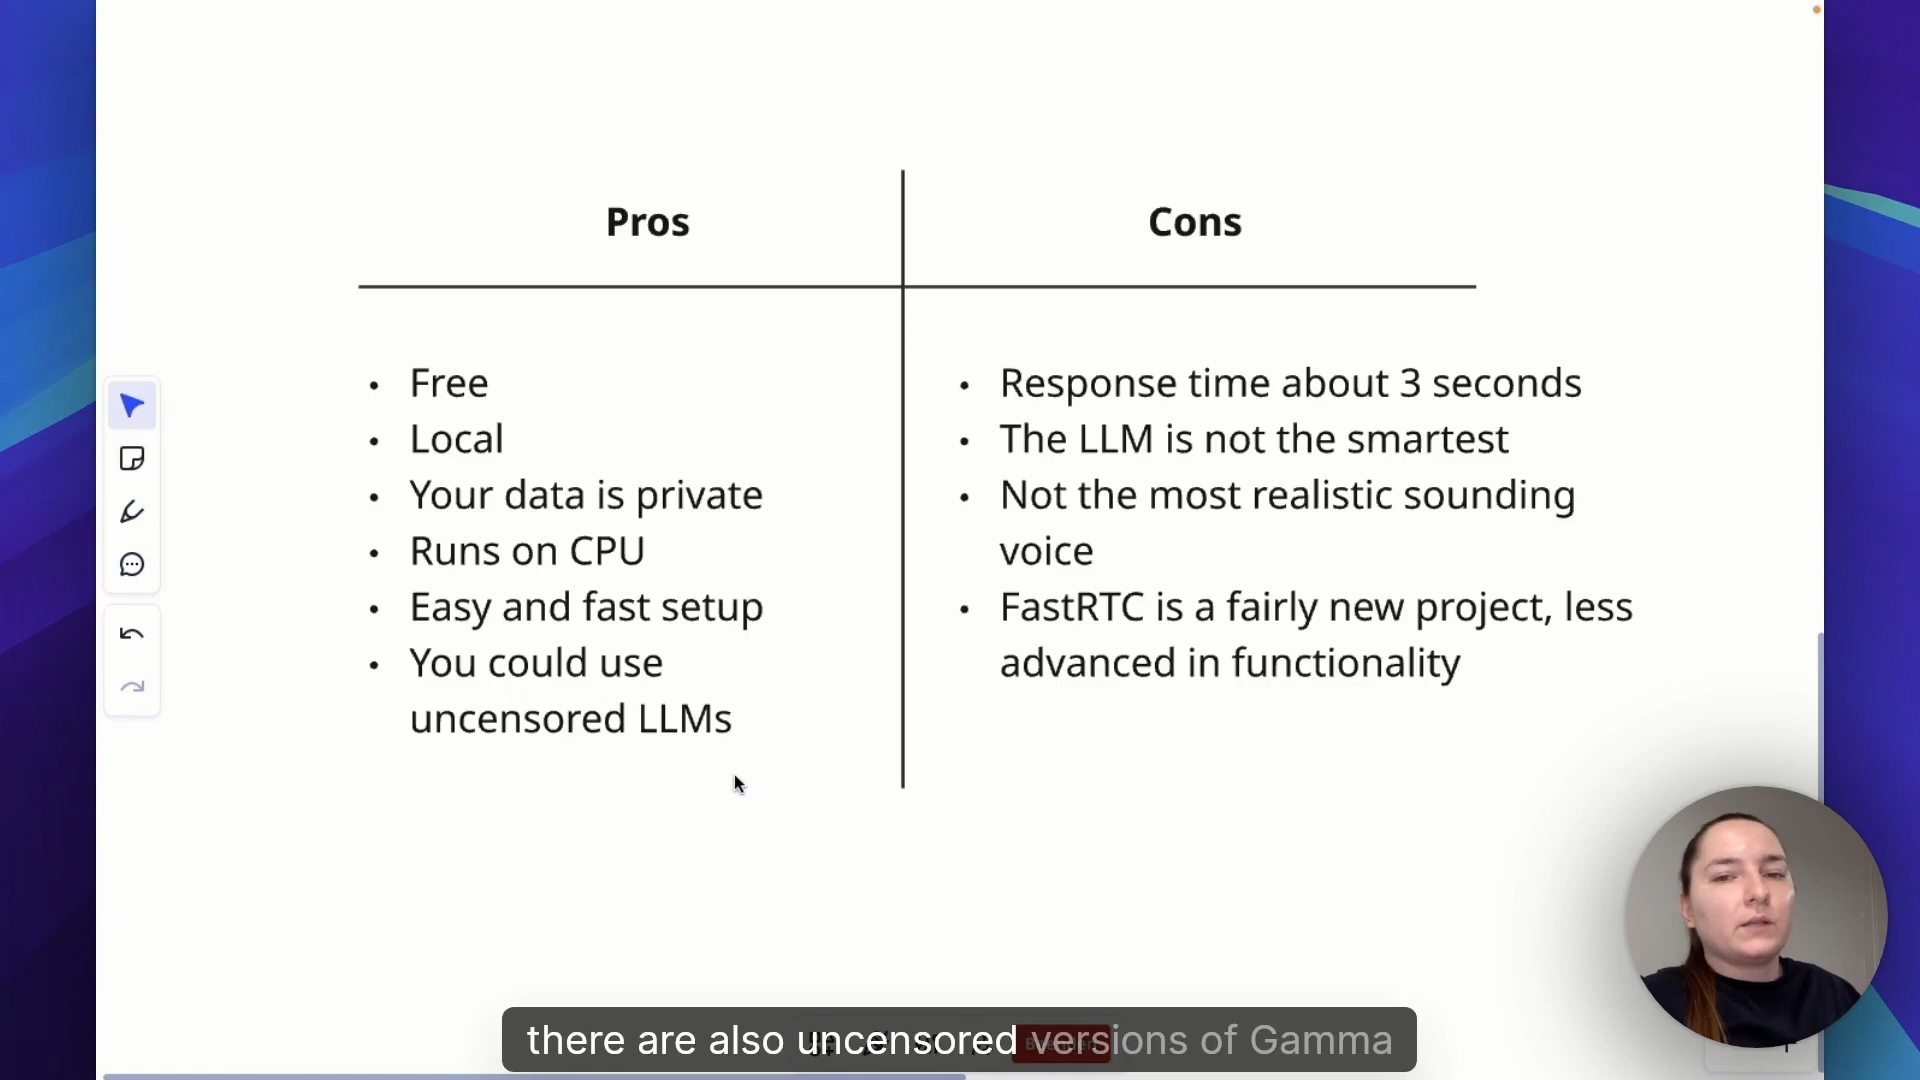 Pros
Cons
Free
Local
Your data is private
Runs on CPU
Easy and fast setup
You could use
uncensored LLMs
Response time about 3 seconds
The LLM is not the smartest
Not the most realistic sounding
voice
FastRTC is a fairly new project, less
advanced in functionality
there are also uncensored versions of Gamma